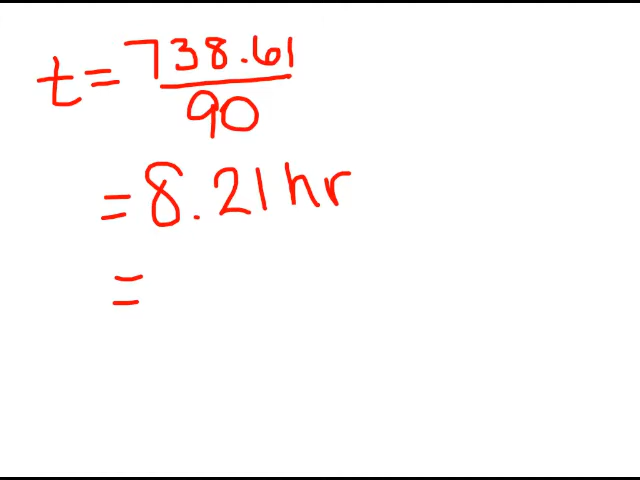 t = 738.61
90
= 8.21 hr
=